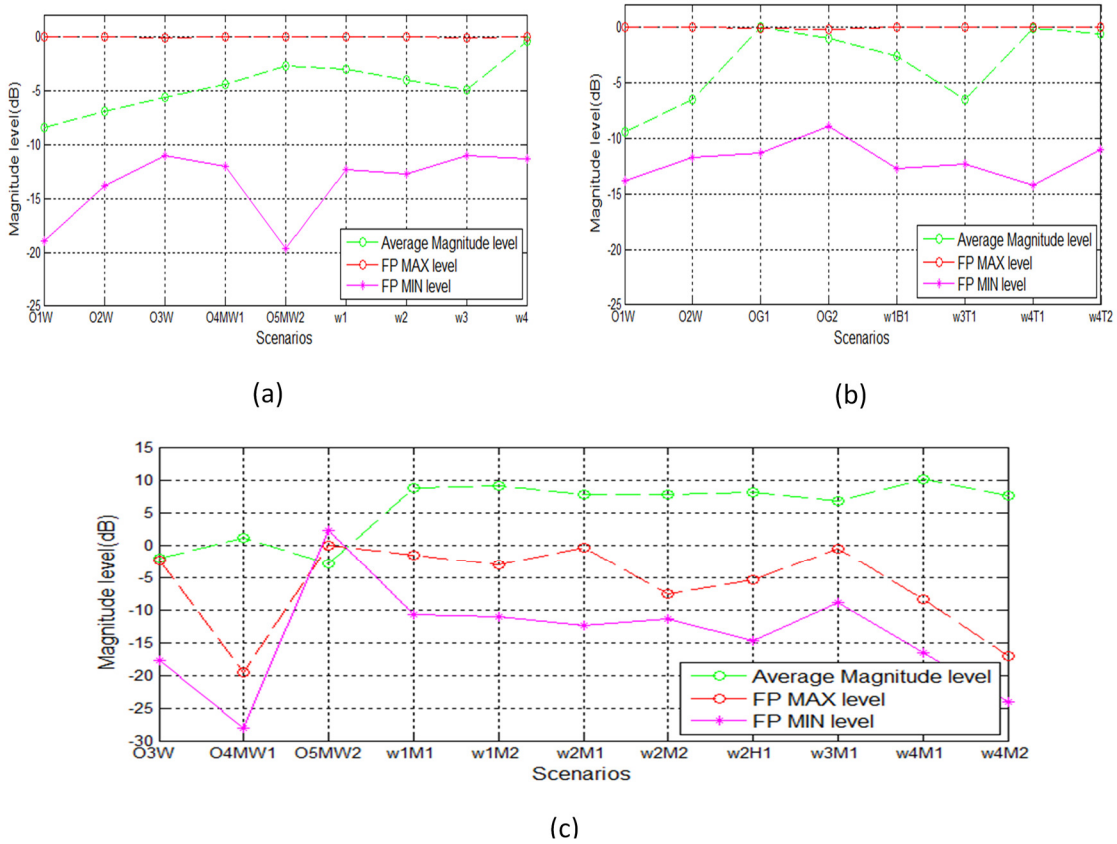 0
-5
-10
-15
-20
-25
Magnitude level(dB)
Average Magnitude level
FP MAX level
FP MIN level
O1W O2W O3W O4MW1 O5MW2 w1 w2 w3 w4
Scenarios
(a)
0
-5
-10
-15
-20
-25
Magnitude level(dB)
Average Magnitude level
FP MAX level
FP MIN level
O1W O2W OG1 OG2 w1B1 w3T1 w4T1 w4T2
Scenarios
(b)
15
10
5
0
-5
-10
-15
-20
-25
-30
Magnitude level(dB)
Average Magnitude level
FP MAX level
FP MIN level
O3W O4MW1 O5MW2 w1M1 w1M2 w2M1 w2M2 w2H1 w3M1 w4M1 w4M2
Scenarios
(c)